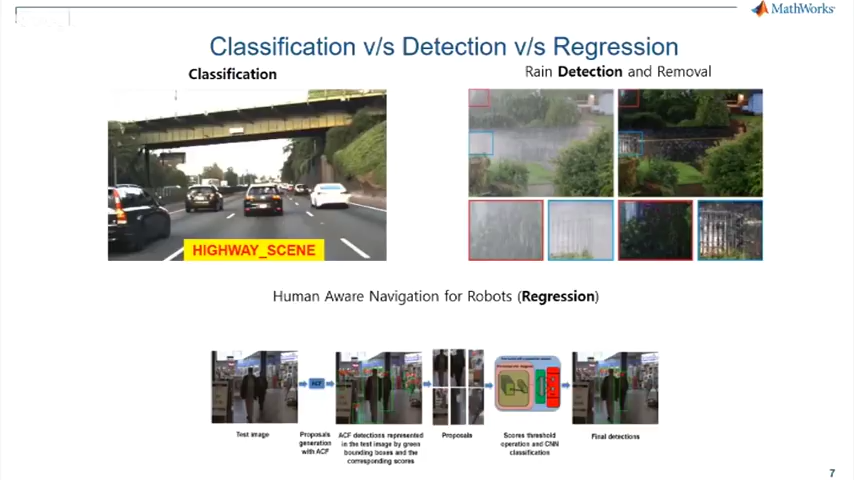 MathWorks
Classification v/s Detection v/s Regression
Classification
Rain Detection and Removal
HIGHWAY_SCENE
Human Aware Navigation for Robots (Regression)
ACF
Test image
Proposals
generation
with ACF
ACF detections represented
in the test image by green
bounding boxes and the
corresponding scores
Proposals
Scores threshold
operation and CNN
classification
Final detections
7